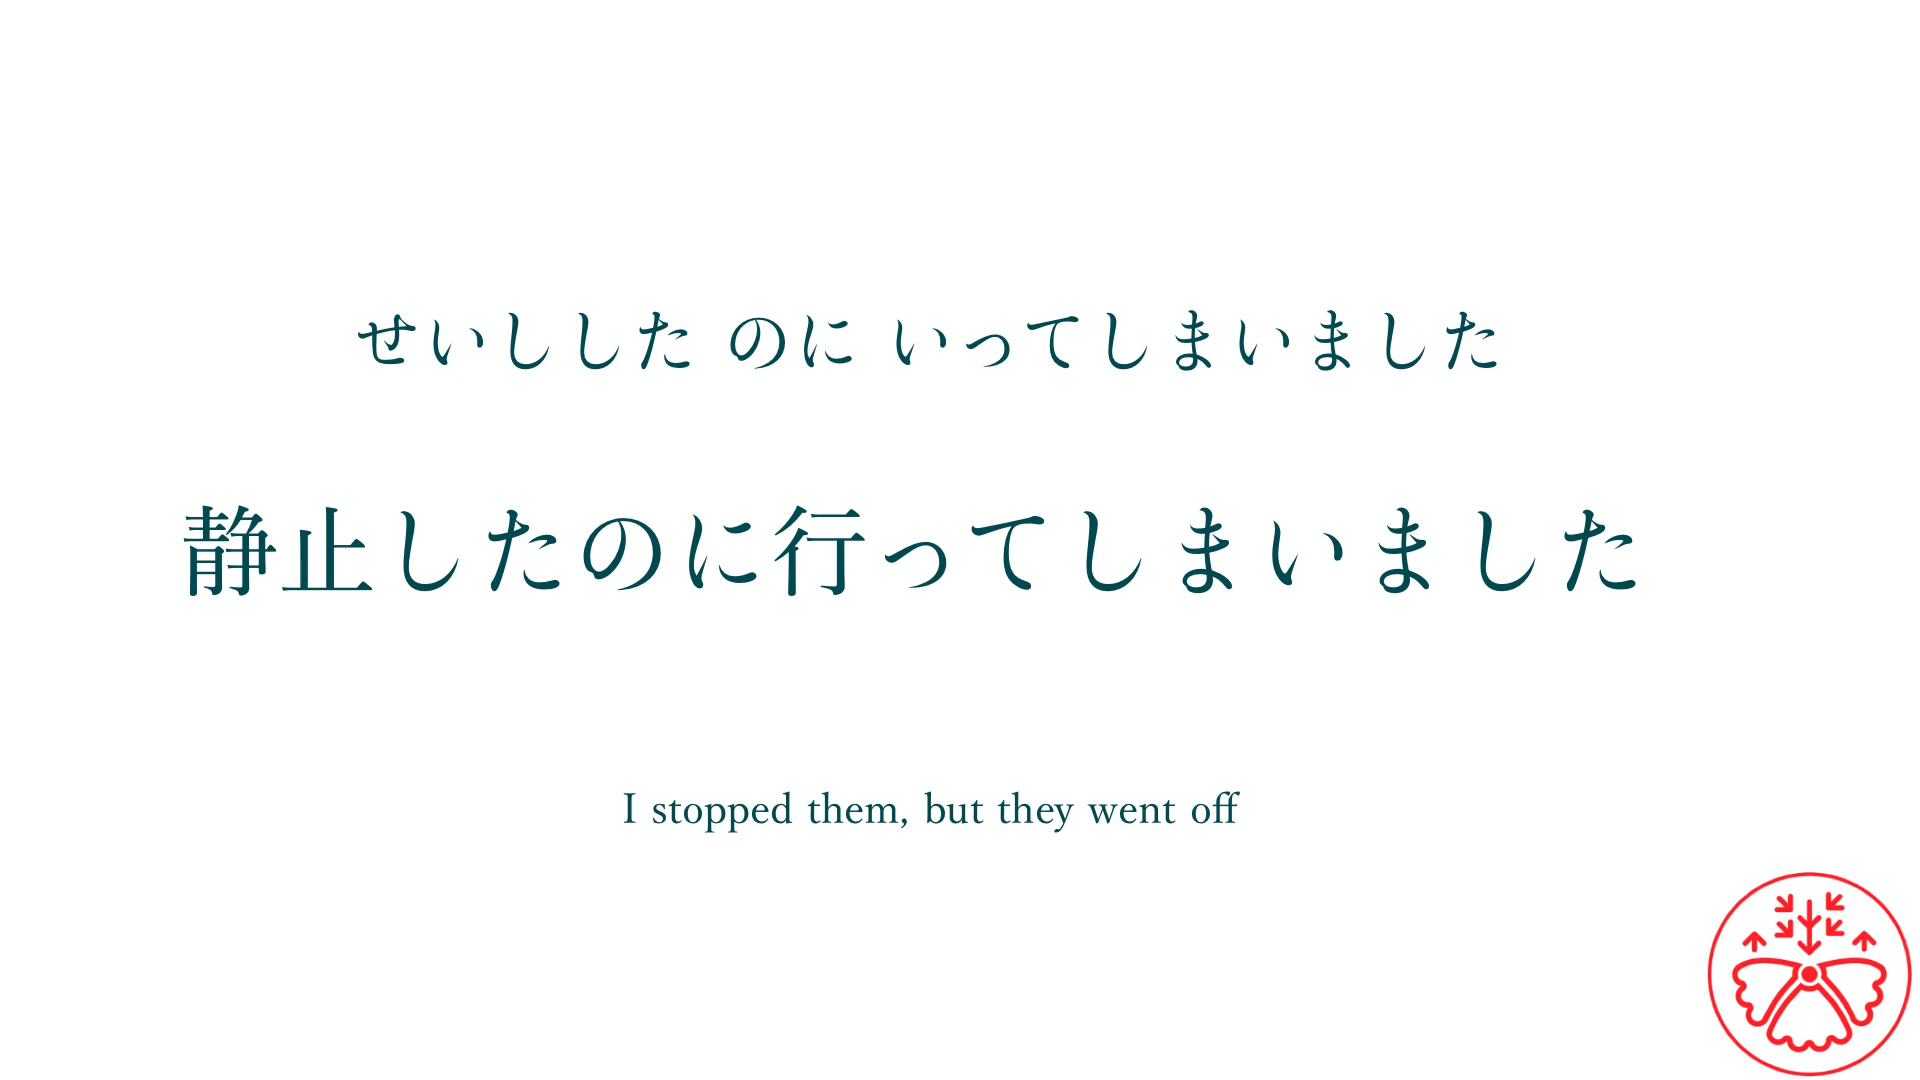 せいしした のに いってしまいました
静止したのに行ってしまいました
I stopped them, but they went off